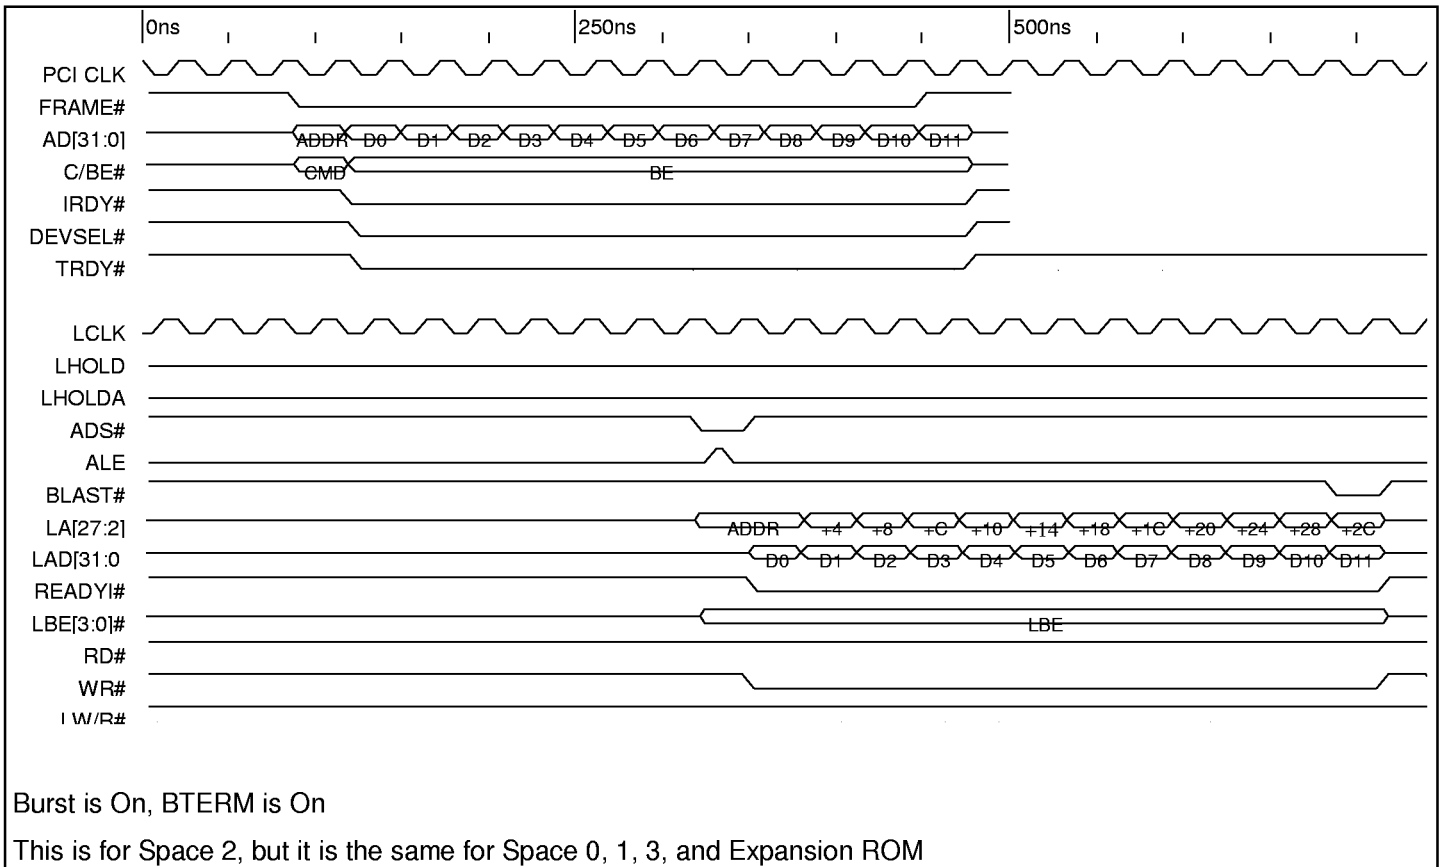 0ns 250ns 500ns
PCI CLK
FRAME#
AD[31:0] ADDR D0 D1 D2 D3 D4 D5 D6 D7 D8 D9 D10 D11
C/BE# CMD BE
IRDY#
DEVSEL#
TRDY#
LCLK
LHOLD
LHOLDA
ADS#
ALE
BLAST#
LA[27:2] ADDR +4 +8 +C +10 +14 +18 +1C +20 +24 +28 +2C
LAD[31:0 D0 D1 D2 D3 D4 D5 D6 D7 D8 D9 D10 D11
READYI#
LBE[3:0]# LBE
RD#
WR#
LW/R#
Burst is On, BTERM is On
This is for Space 2, but it is the same for Space 0, 1, 3, and Expansion ROM